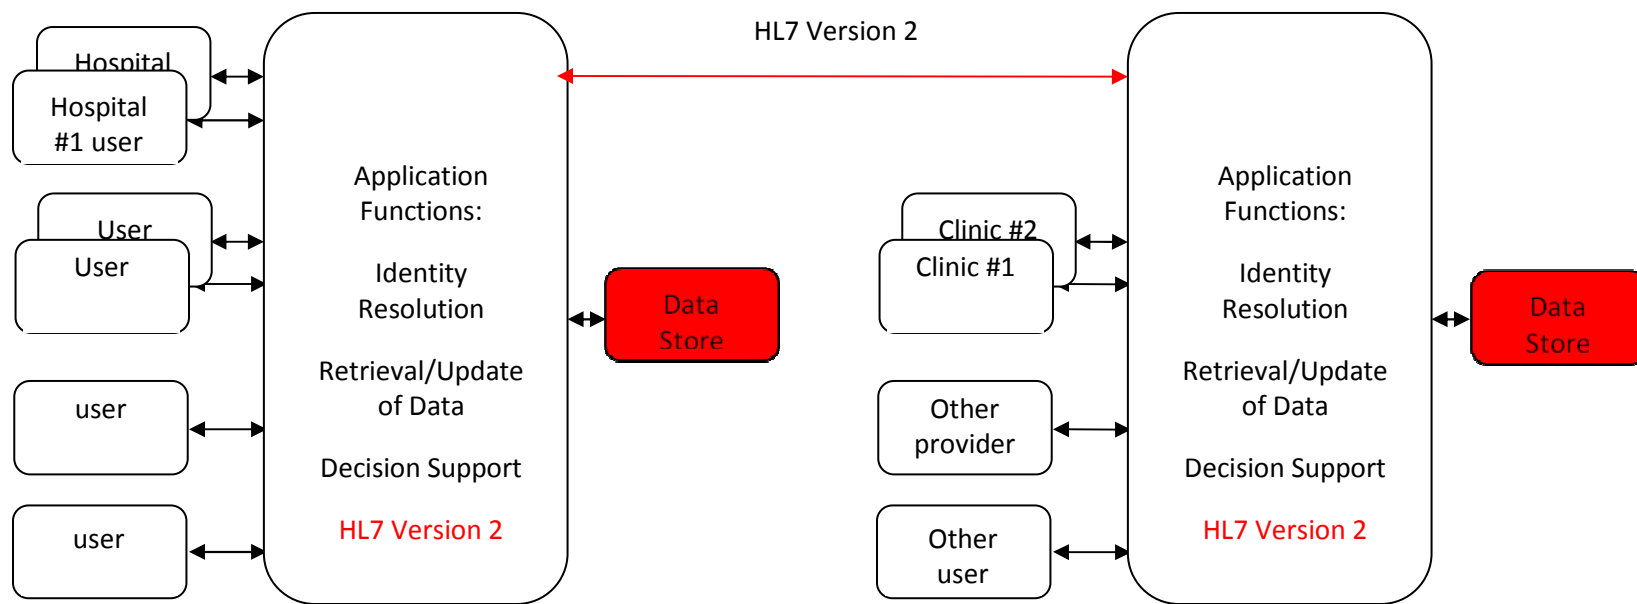 HL7 Version 2
Hospital
Hospital
#1 user
User
User
user
user
Application
Functions:
Identity
Resolution
Retrieval/Update
of Data
Decision Support
HL7 Version 2
Data
Store
Clinic #2
Clinic #1
Other
provider
Other
user
Application
Functions:
Identity
Resolution
Retrieval/Update
of Data
Decision Support
HL7 Version 2
Data
Store